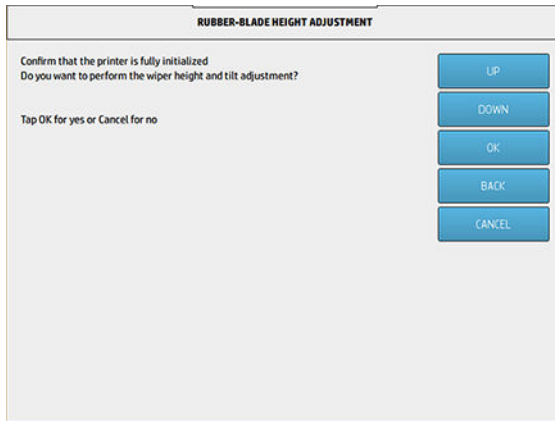 RUBBER-BLADE HEIGHT ADJUSTMENT
Confirm that the printer is fully initialized
Do you want to perform the wiper height and tilt adjustment?
Tap OK for yes or Cancel for no
UP
DOWN
OK
BACK
CANCEL